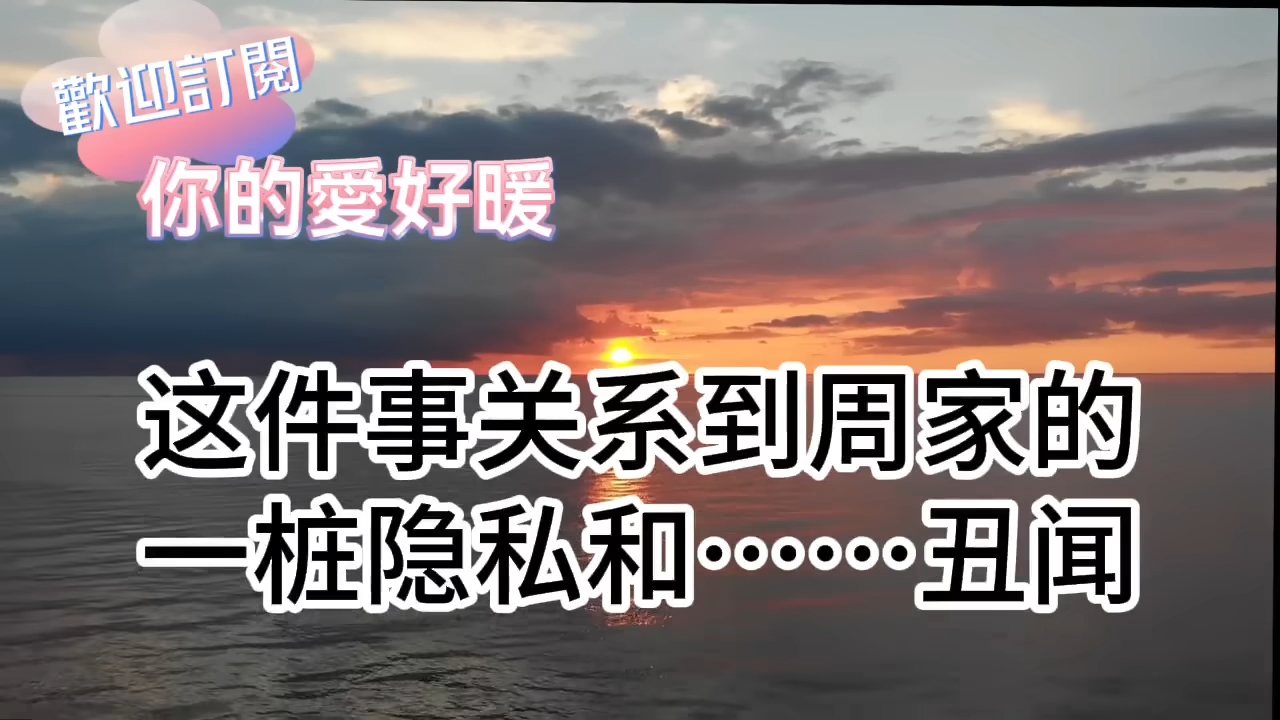 歡迎訂閱
你的愛好暖
这件事关系到周家的
一桩隐私和……丑闻